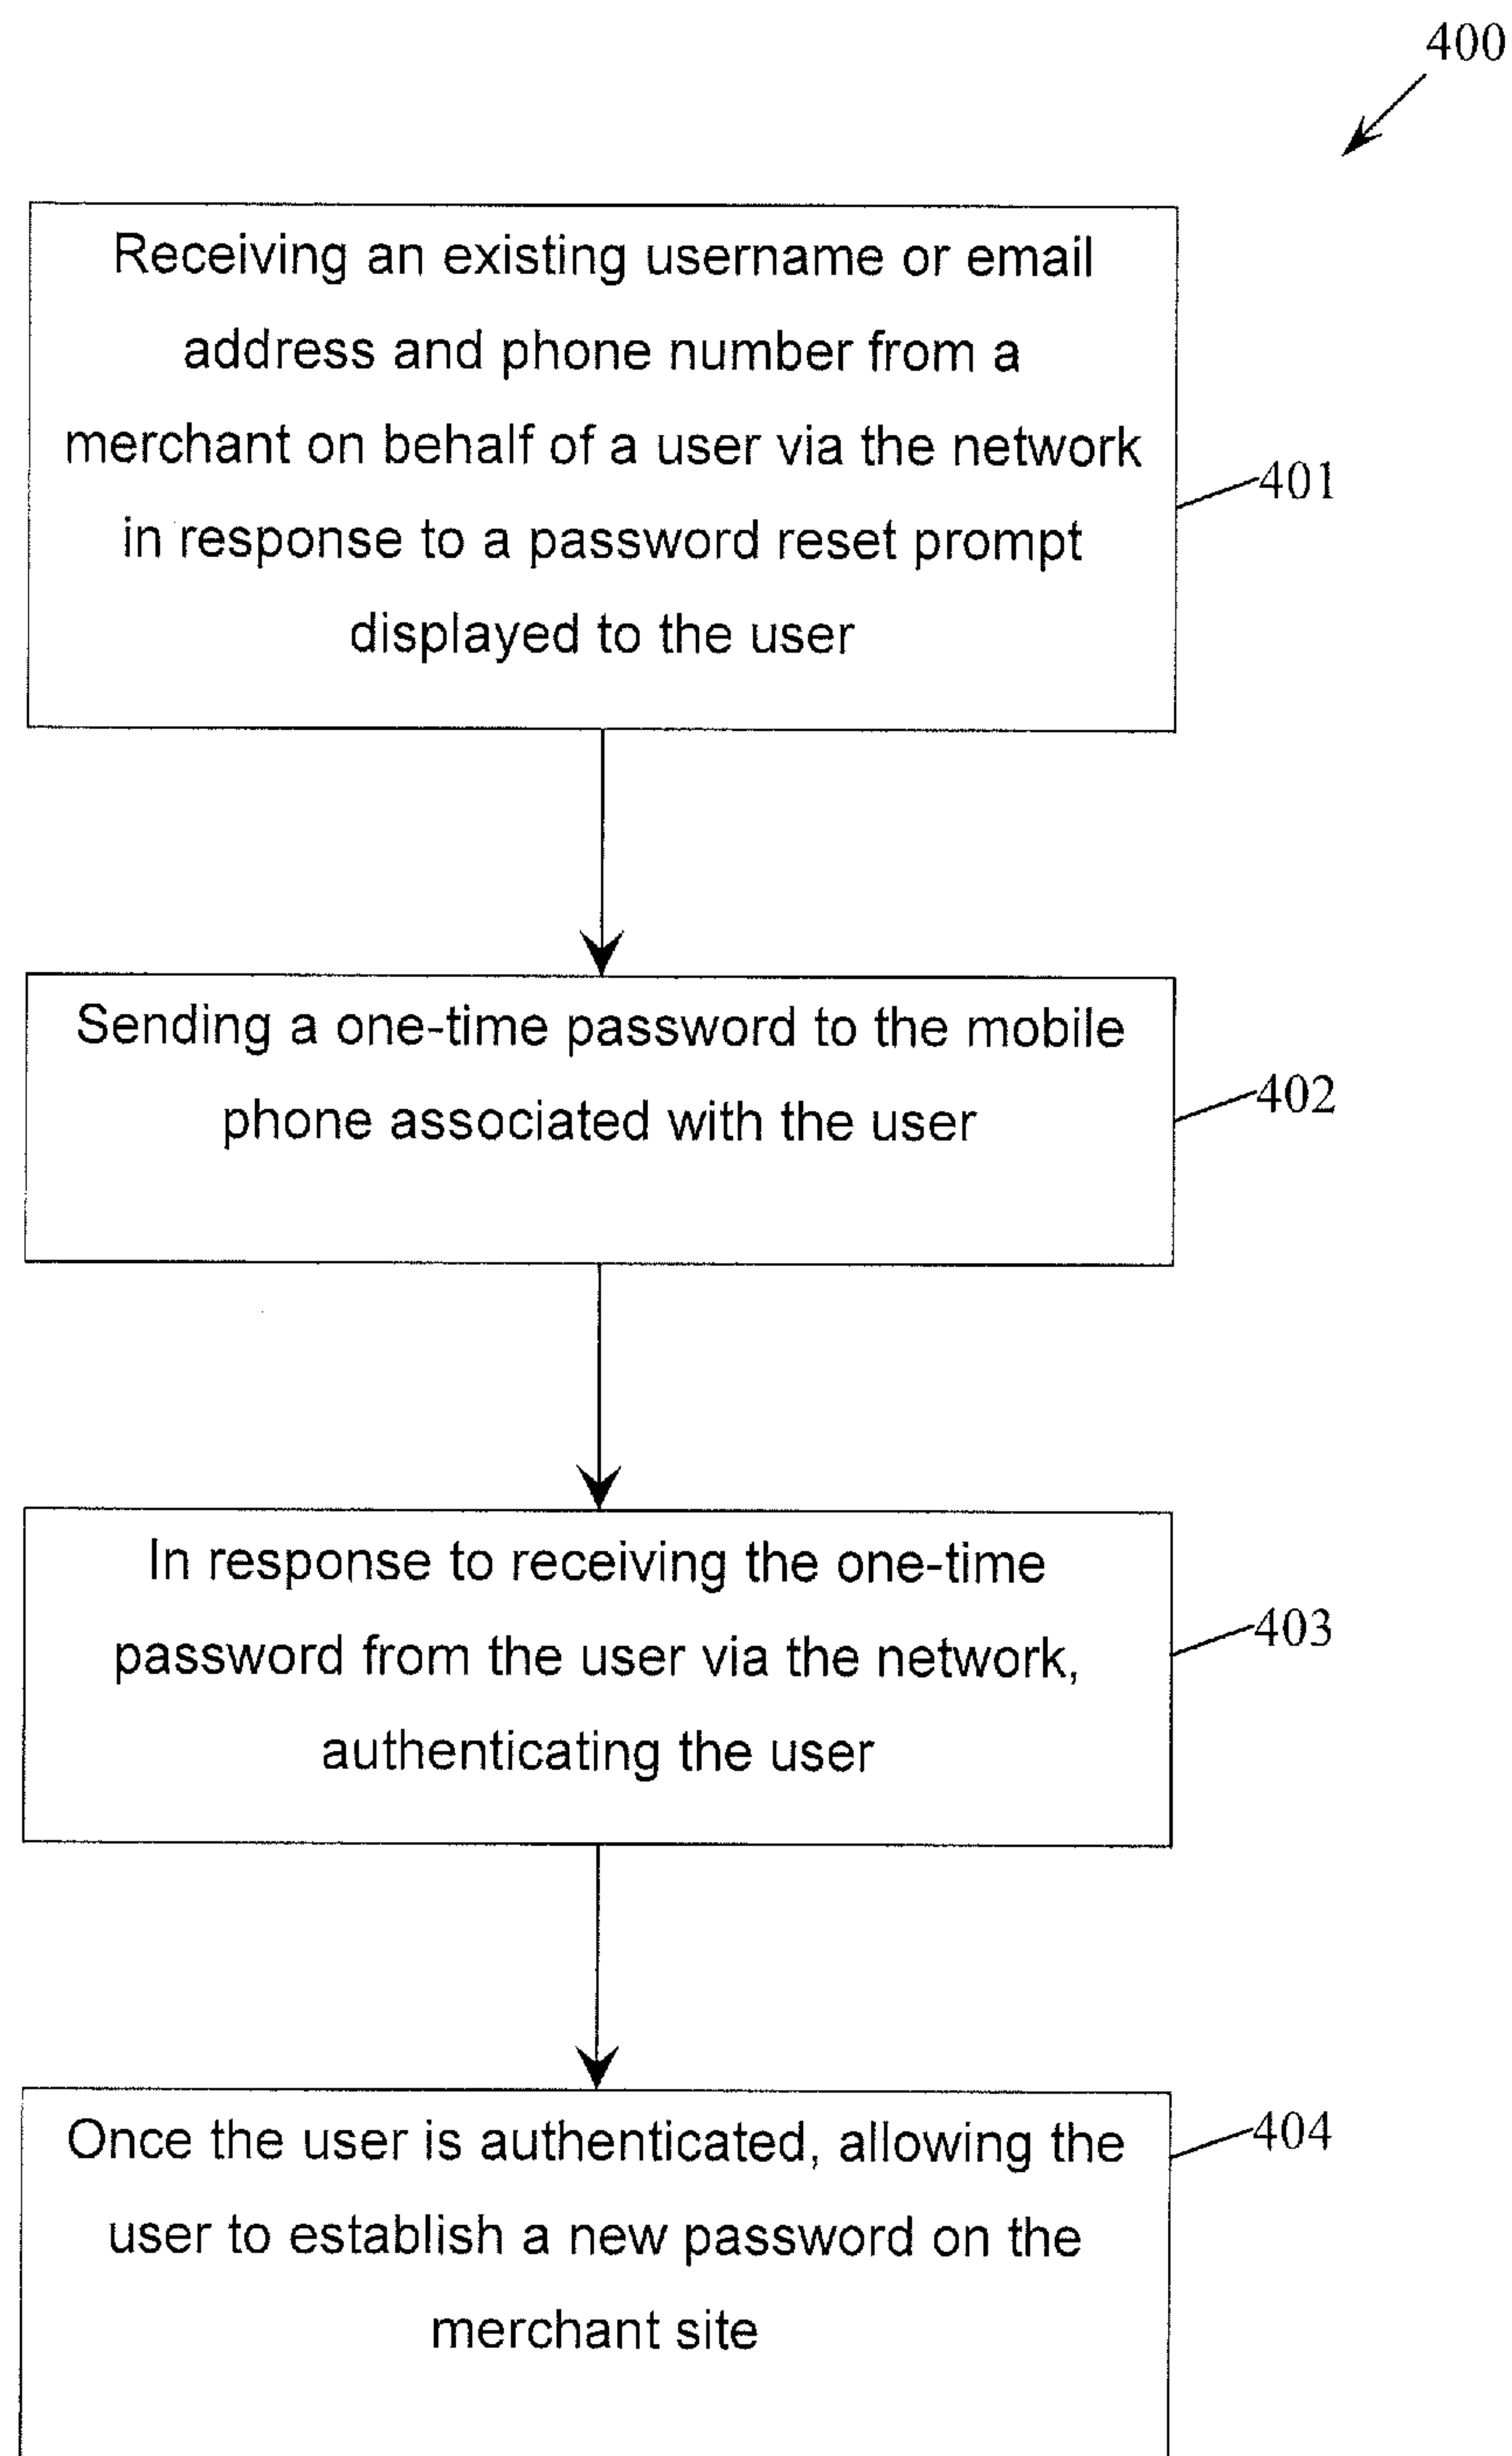 400
Receiving an existing username or email
address and phone number from a
merchant on behalf of a user via the network
in response to a password reset prompt
displayed to the user
401
Sending a one-time password to the mobile
phone associated with the user
402
In response to receiving the one-time
password from the user via the network,
authenticating the user
403
Once the user is authenticated, allowing the
user to establish a new password on the
merchant site
404